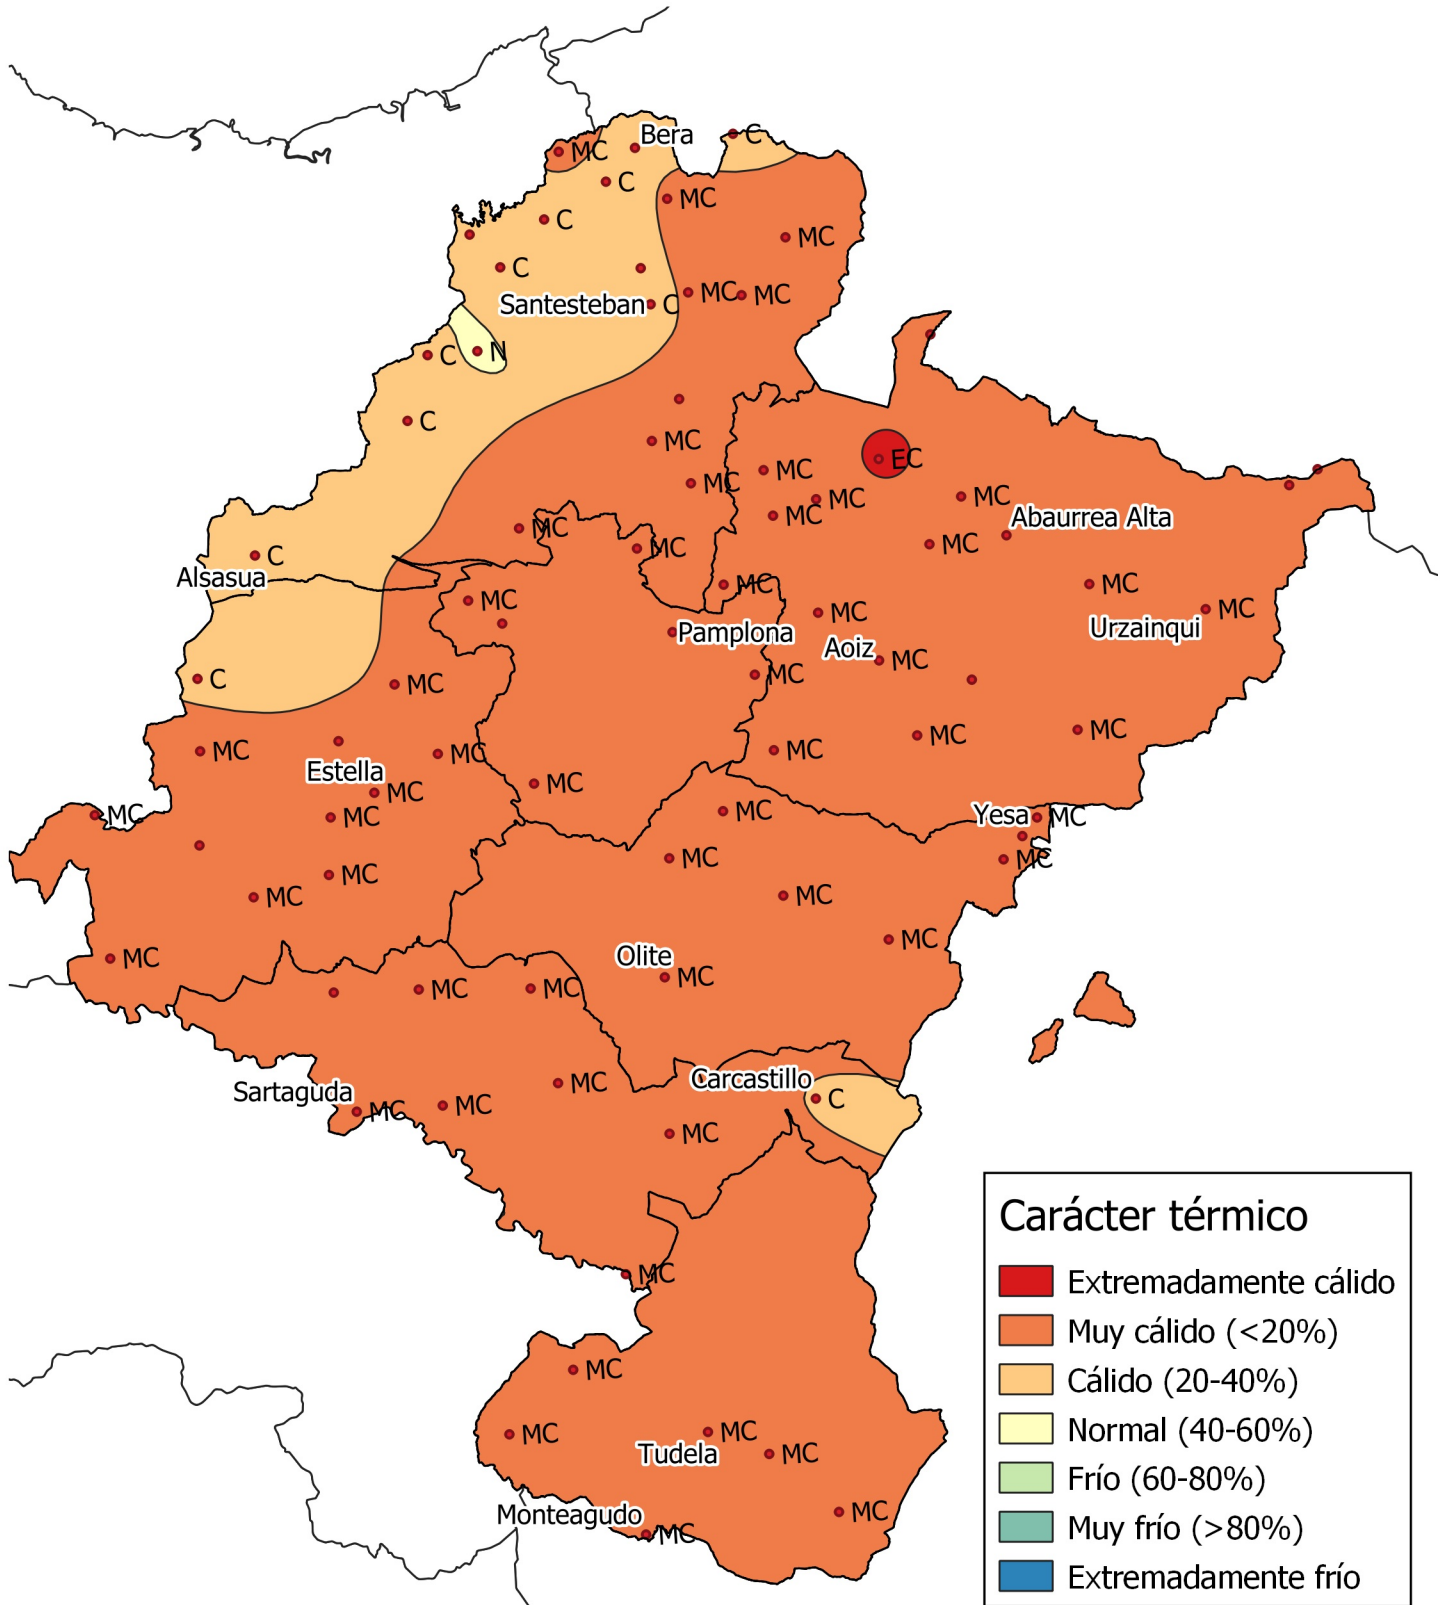 Bera
C
MC
C
MC
C
MC
C
MC
MC
Santesteban
C
N
C
C
MC
EC
MC
MC
MC
MC
MC
Abaurrea Alta
MC
MC
MC
C
Alsasua
MC
MC
MC
MC
MC
Urzainqui
Pamplona
Aoiz
MC
MC
C
MC
MC
MC
MC
MC
MC
Estella
MC
MC
MC
MC
MC
Yesa
MC
MC
MC
MC
MC
MC
MC
MC
Olite
MC
MC
MC
MC
Carcastillo
MC
Sartaguda
C
MC
MC
MC
MC
MC
MC
MC
Tudela
MC
Monteagudo
MC
MC
Carácter térmico
Extremadamente cálido
Muy cálido (<20%)
Cálido (20-40%)
Normal (40-60%)
Frío (60-80%)
Muy frío (>80%)
Extremadamente frío